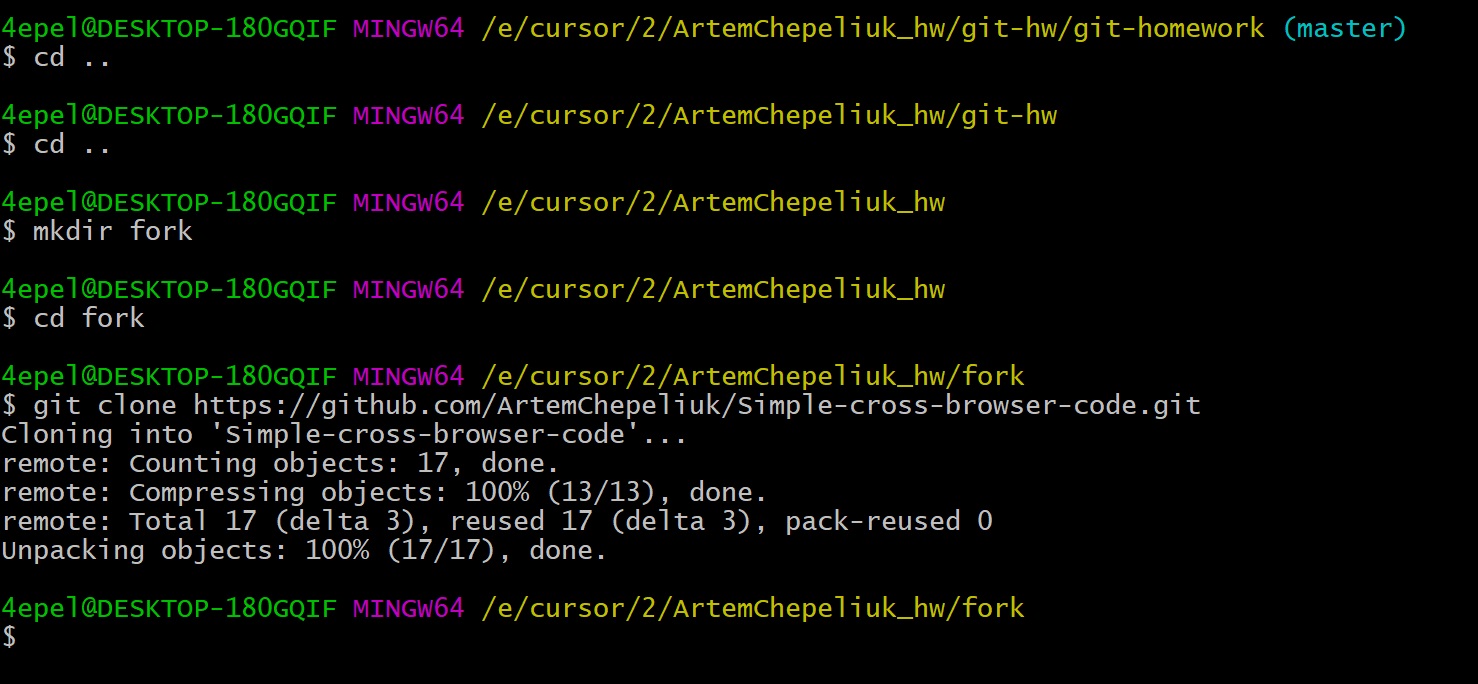 4epel@DESKTOP-180GQIF MINGW64 /e/cursor/2/ArtemChepeliuk_hw/git-hw/git-homework (master)
$ cd ..
4epel@DESKTOP-180GQIF MINGW64 /e/cursor/2/ArtemChepeliuk_hw/git-hw
$ cd ..
4epel@DESKTOP-180GQIF MINGW64 /e/cursor/2/ArtemChepeliuk_hw
$ mkdir fork
4epel@DESKTOP-180GQIF MINGW64 /e/cursor/2/ArtemChepeliuk_hw
$ cd fork
4epel@DESKTOP-180GQIF MINGW64 /e/cursor/2/ArtemChepeliuk_hw/fork
$ git clone https://github.com/ArtemChepeliuk/Simple-cross-browser-code.git
Cloning into 'Simple-cross-browser-code'...
remote: Counting objects: 17, done.
remote: Compressing objects: 100% (13/13), done.
remote: Total 17 (delta 3), reused 17 (delta 3), pack-reused 0
Unpacking objects: 100% (17/17), done.
4epel@DESKTOP-180GQIF MINGW64 /e/cursor/2/ArtemChepeliuk_hw/fork
$